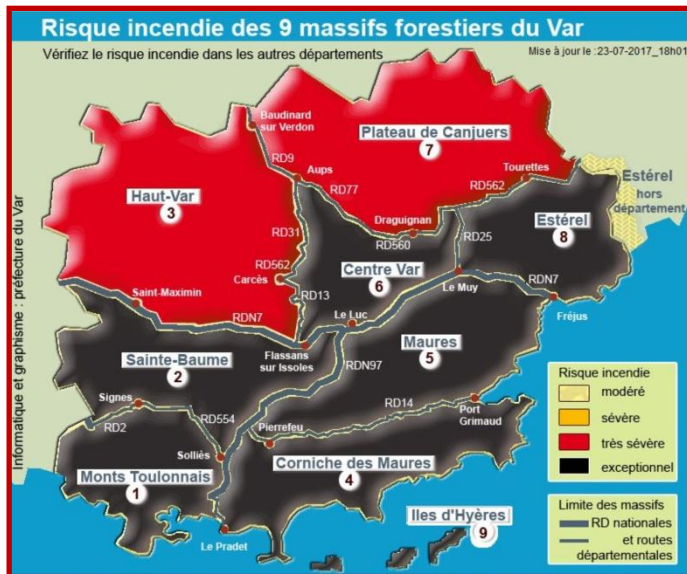 Risque incendie des 9 massifs forestiers du Var
Vérifiez le risque incendie dans les autres départements
Mise à jour le :23-07-2017_18h01
Baudinard
sur Verdon
Plateau de Canjuers
7
RD9
Aups
Tourettes
RD562
Estérel
hors
département
Haut-Var
3
RD77
Draguignan
Estérel
8
RD31
RD560
RD25
RD562
Carcès
Centre Var
6
Saint-Maximin
RD13
Le Muy
RDN7
RDN7
Le Luc
Fréjus
Flassans
sur Issoles
Maures
5
Sainte-Baume
2
RDN97
Signes
RD2
RD554
Pierrefeu
RD14
Port
Grimaud
Solliès
Monts Toulonnais
1
Corniche des Maures
4
Iles d'Hyères
9
Le Pradet
Risque incendie
modéré
sévère
très sévère
exceptionnel
Limite des massifs
RD nationales
et routes
départementales
Informatique et graphisme : préfecture du Var